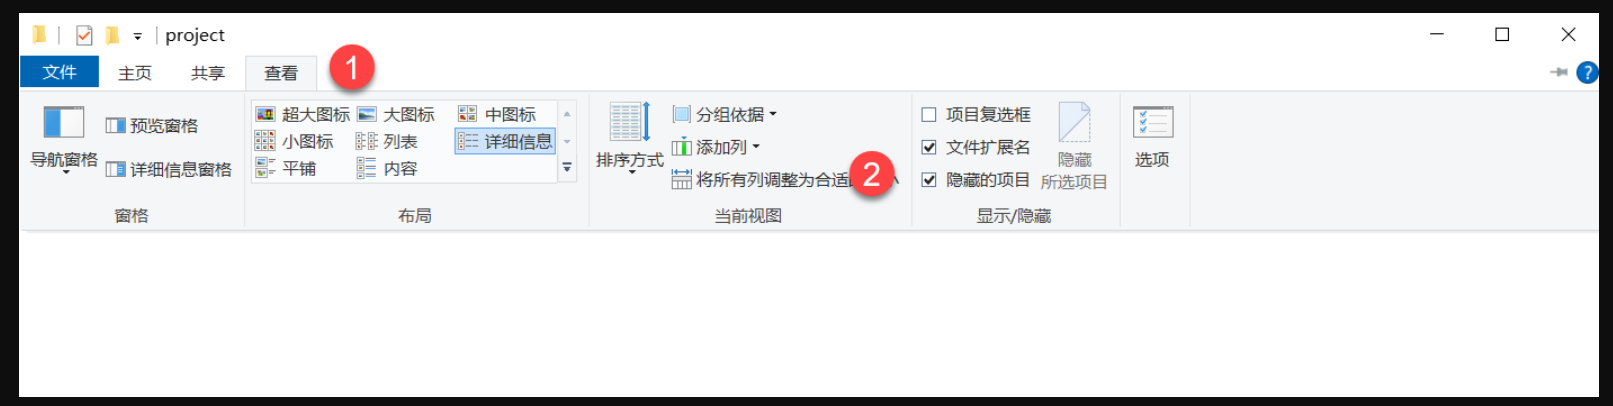 project
文件 主页 共享 查看 1 ?
导航窗格 预览窗格
详细信息窗格
窗格
超大图标 大图标 中图标
小图标 列表 详细信息
平铺 内容
布局
排序方式 分组依据
添加列
将所有列调整为合适 2
当前视图
项目复选框
文件扩展名
隐藏的项目
隐藏
所选项目
显示/隐藏
选项